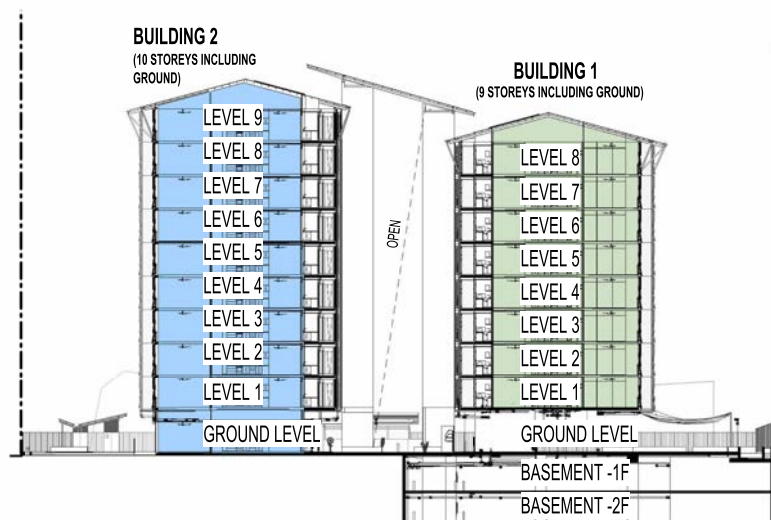 BUILDING 2
(10 STOREYS INCLUDING
GROUND)
LEVEL 9
LEVEL 8
LEVEL 7
LEVEL 6
LEVEL 5
LEVEL 4
LEVEL 3
LEVEL 2
LEVEL 1
GROUND LEVEL
OPEN
BUILDING 1
(9 STOREYS INCLUDING GROUND)
LEVEL 8
LEVEL 7
LEVEL 6
LEVEL 5
LEVEL 4
LEVEL 3
LEVEL 2
LEVEL 1
GROUND LEVEL
BASEMENT -1F
BASEMENT -2F